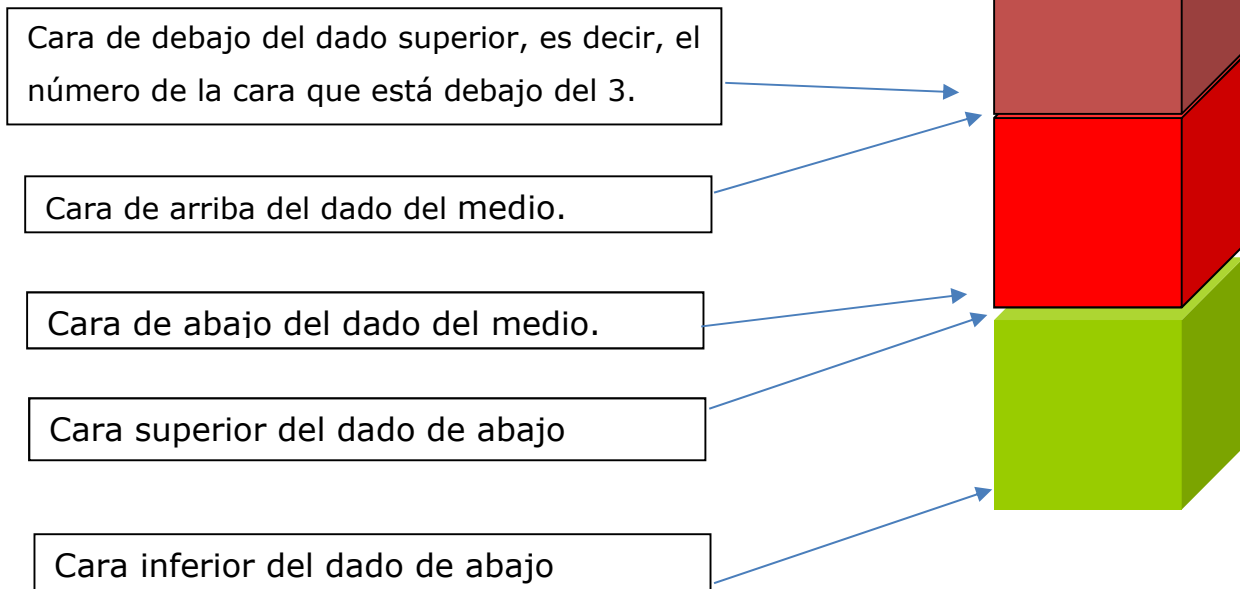 Cara de debajo del dado superior, es decir, el
número de la cara que está debajo del 3.
Cara de arriba del dado del medio.
Cara de abajo del dado del medio.
Cara superior del dado de abajo
Cara inferior del dado de abajo